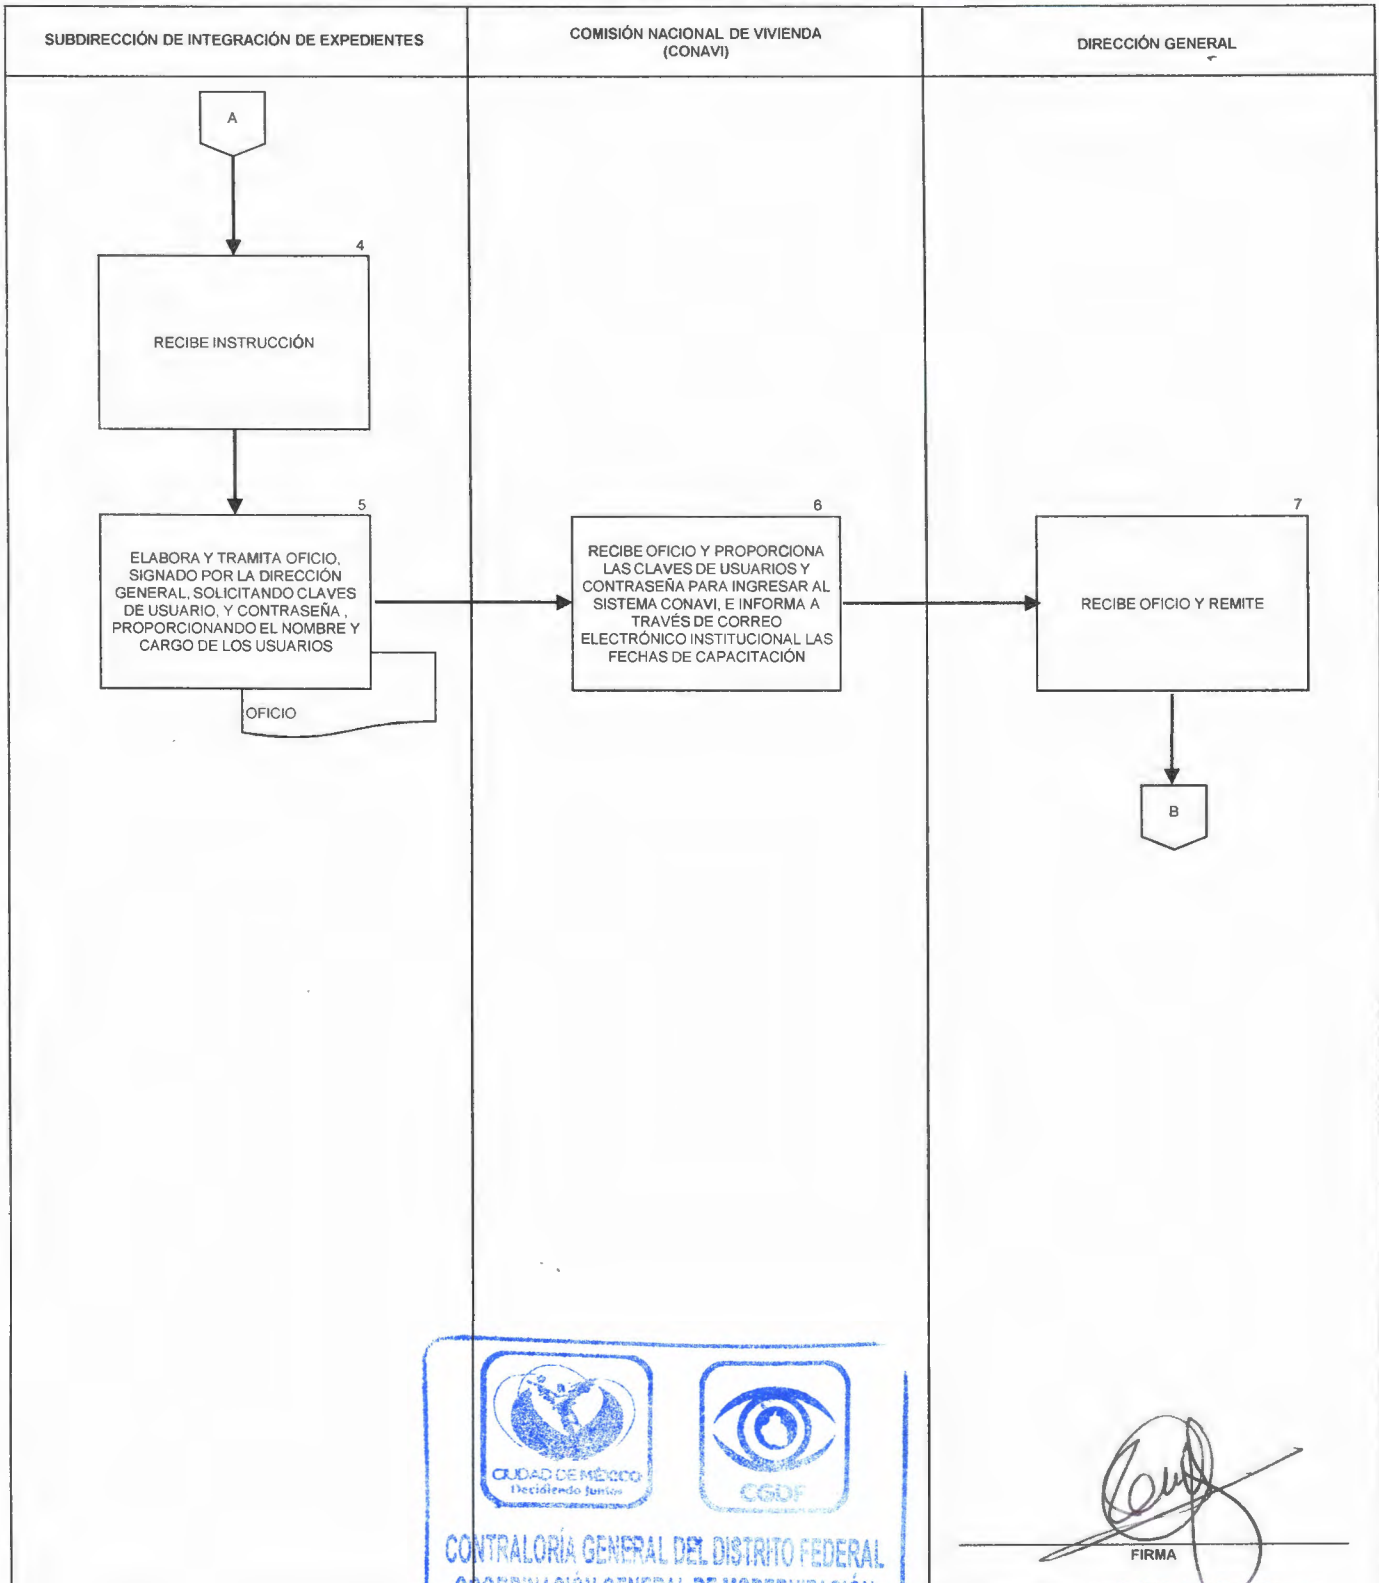 SUBDIRECCIÓN DE INTEGRACIÓN DE EXPEDIENTES
COMISIÓN NACIONAL DE VIVIENDA
(CONAVI)
DIRECCIÓN GENERAL
A
4
RECIBE INSTRUCCIÓN
5
ELABORA Y TRAMITA OFICIO,
SIGNADO POR LA DIRECCIÓN
GENERAL, SOLICITANDO CLAVES
DE USUARIO, Y CONTRASEÑA ,
PROPORCIONANDO EL NOMBRE Y
CARGO DE LOS USUARIOS
OFICIO
6
RECIBE OFICIO Y PROPORCIONA
LAS CLAVES DE USUARIOS Y
CONTRASEÑA PARA INGRESAR AL
SISTEMA CONAVI, E INFORMA A
TRAVÉS DE CORREO
ELECTRÓNICO INSTITUCIONAL LAS
FECHAS DE CAPACITACIÓN
7
RECIBE OFICIO Y REMITE
B
CIUDAD DE MÉXICO
Decidiendo Juntos
CGDF
CONTRALORÍA GENERAL DEL DISTRITO FEDERAL
COORDINACIÓN GENERAL DE MODERNIZACIÓN
FIRMA